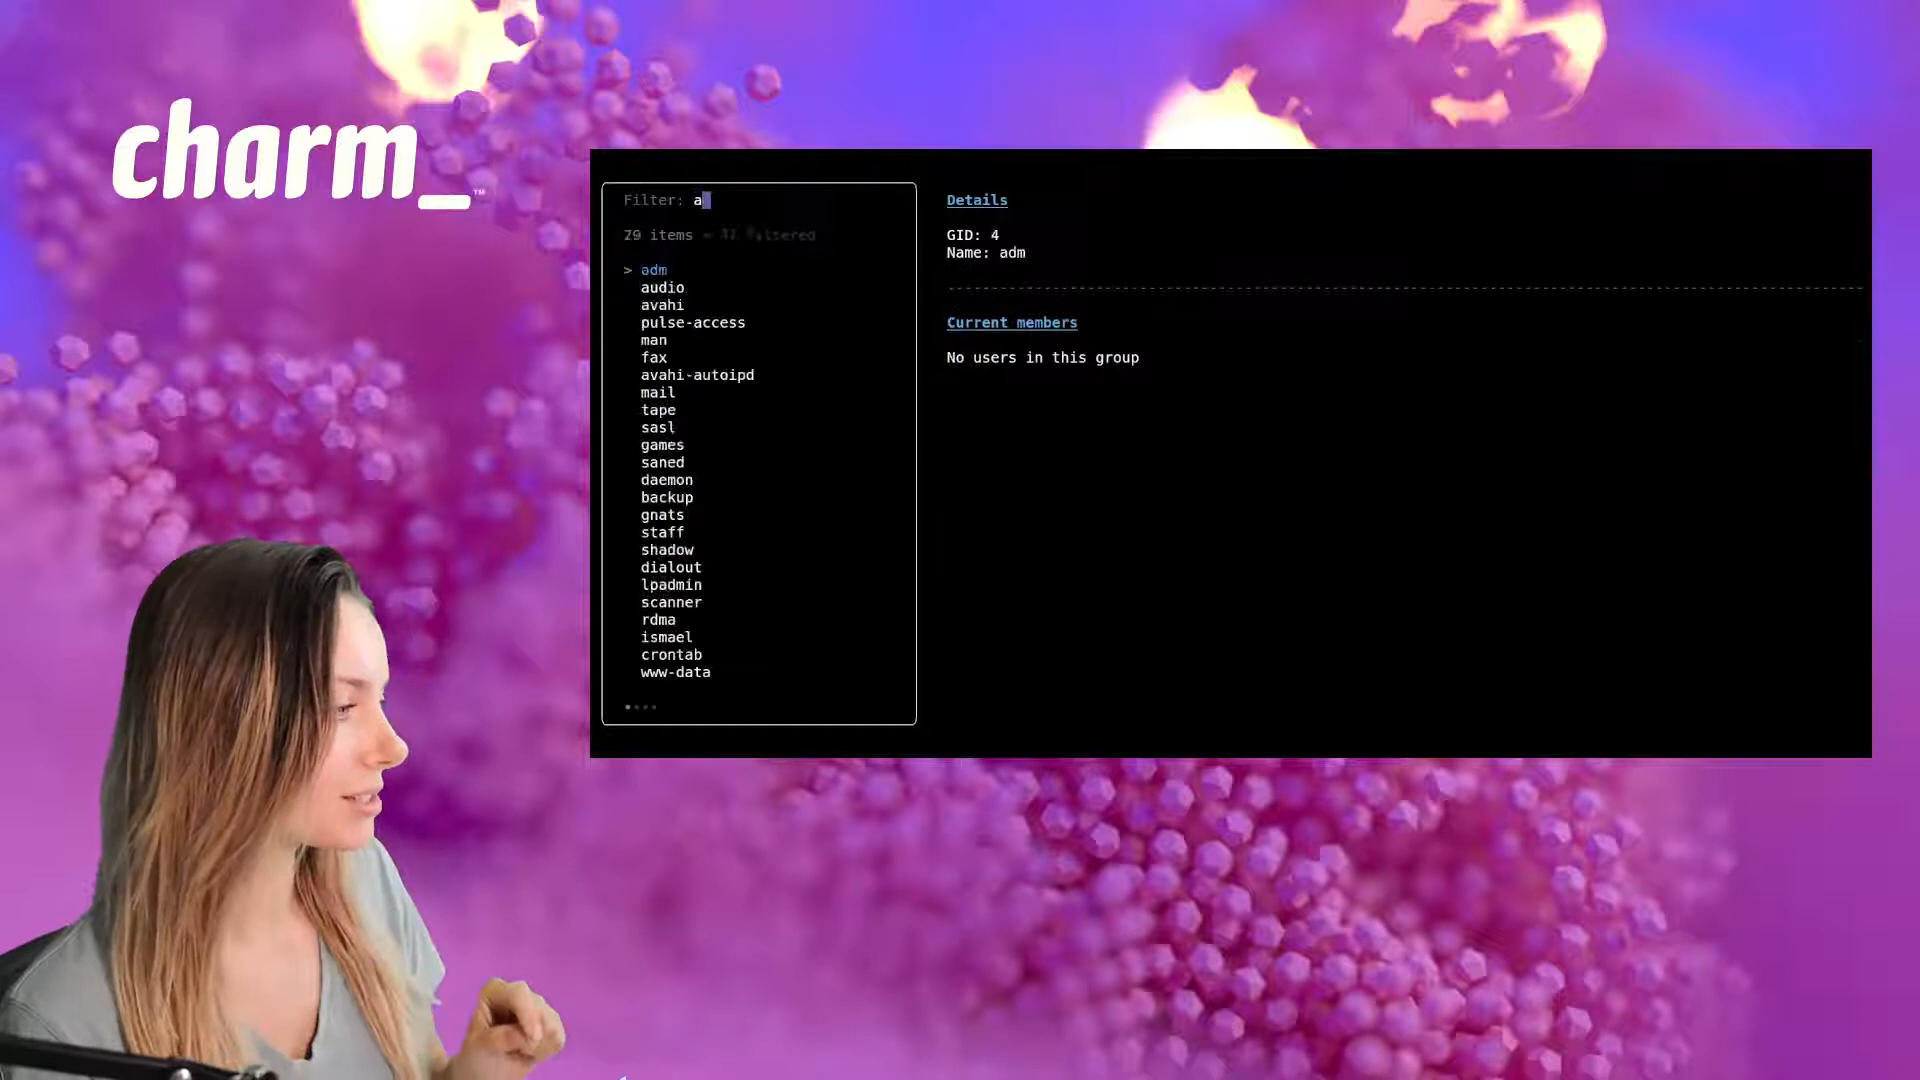 charm_™
Filter: a
79 items
> adm
audio
avahi
pulse-access
man
fax
avahi-autoipd
mail
tape
sasl
games
saned
daemon
backup
gnats
staff
shadow
dialout
lpadmin
scanner
rdma
ismael
crontab
www-data
Details
GID: 4
Name: adm
Current members
No users in this group